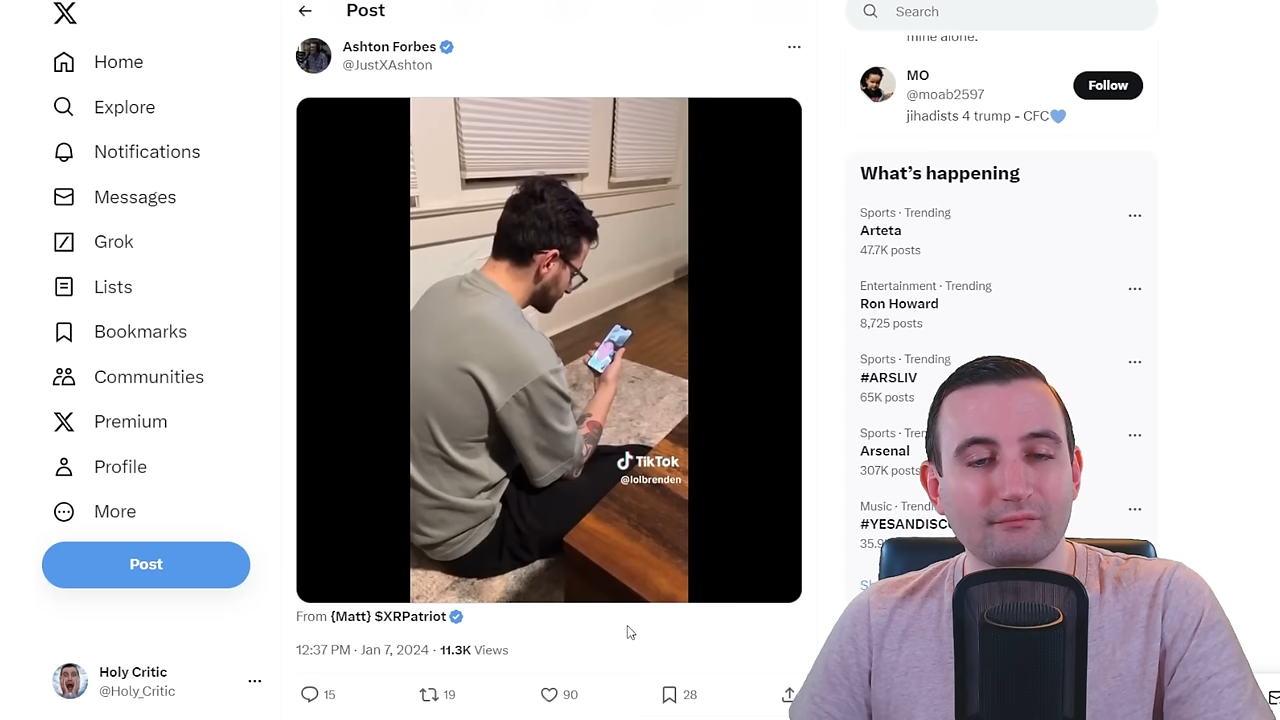 Home
Explore
Notifications
Messages
Grok
Lists
Bookmarks
Communities
Premium
Profile
More
Post
Holy Critic
@Holy_Critic
Post
Ashton Forbes
@JustXAshton
TikTok
@lolbrenden
From {Matt} $XRPatriot
12:37 PM · Jan 7, 2024 · 11.3K Views
15 19 90 28
Search
mine alone.
MO
@moab2597
Follow
jihadists 4 trump - CFC💙
What’s happening
Sports · Trending
Arteta
47.7K posts
Entertainment · Trending
Ron Howard
8,725 posts
Sports · Trending
#ARSLIV
65K posts
Sports ·
Arsenal
307K posts
Music ·